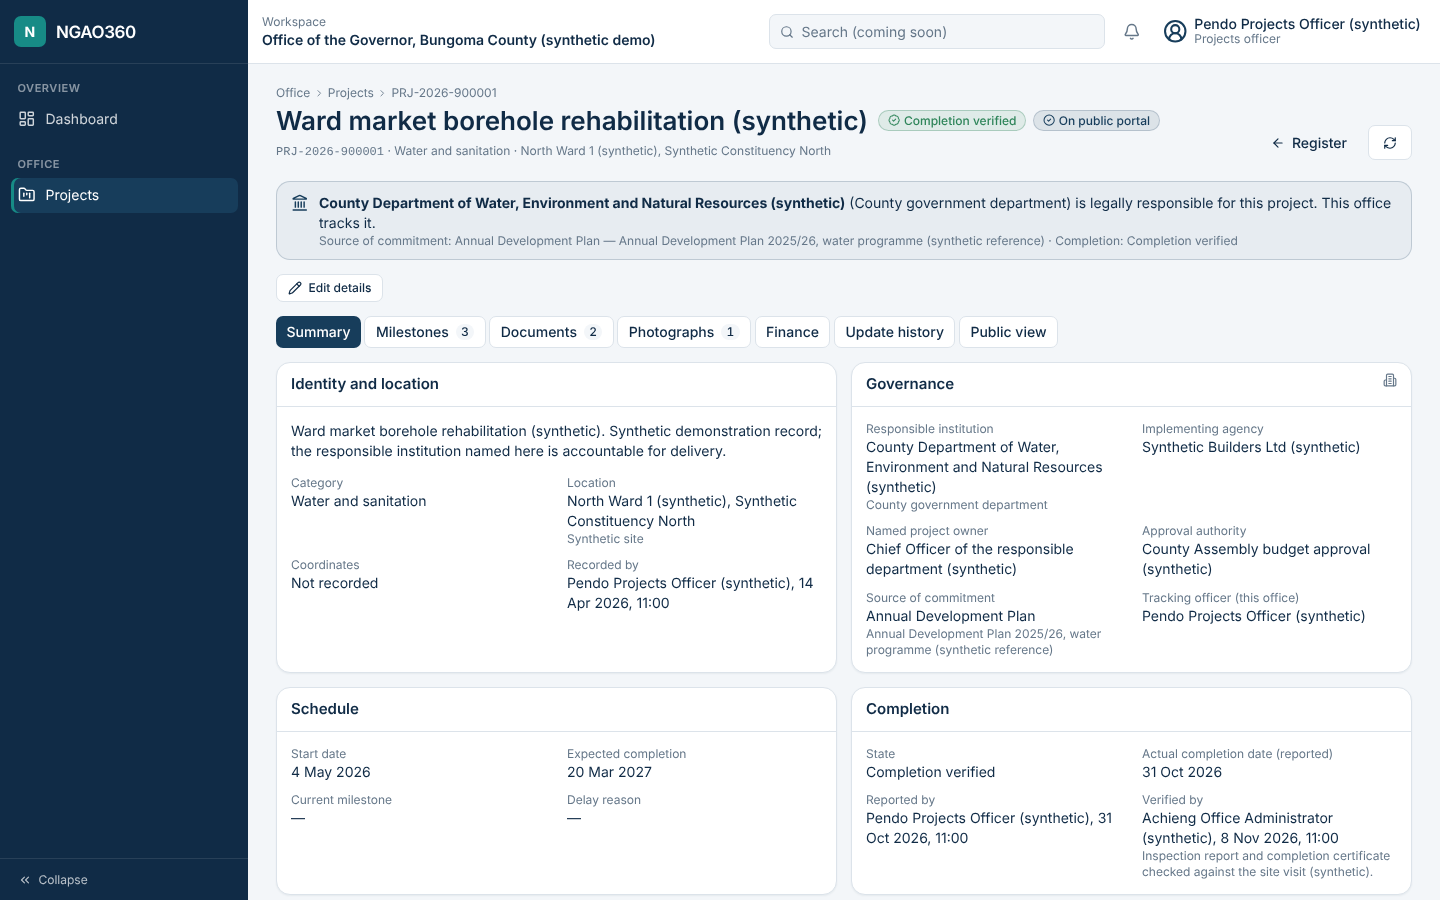 N NGAO360
OVERVIEW
Dashboard
OFFICE
Projects
Collapse
Workspace
Office of the Governor, Bungoma County (synthetic demo)
Search (coming soon)
Pendo Projects Officer (synthetic)
Projects officer
Office > Projects > PRJ-2026-900001
Ward market borehole rehabilitation (synthetic) Completion verified On public portal
PRJ-2026-900001 · Water and sanitation · North Ward 1 (synthetic), Synthetic Constituency North
← Register
County Department of Water, Environment and Natural Resources (synthetic) (County government department) is legally responsible for this project. This office
tracks it.
Source of commitment: Annual Development Plan — Annual Development Plan 2025/26, water programme (synthetic reference) · Completion: Completion verified
Edit details
Summary Milestones 3 Documents 2 Photographs 1 Finance Update history Public view
Identity and location
Ward market borehole rehabilitation (synthetic). Synthetic demonstration record;
the responsible institution named here is accountable for delivery.
Category
Water and sanitation
Location
North Ward 1 (synthetic), Synthetic
Constituency North
Synthetic site
Coordinates
Not recorded
Recorded by
Pendo Projects Officer (synthetic), 14
Apr 2026, 11:00
Governance
Responsible institution
County Department of Water,
Environment and Natural Resources
(synthetic)
County government department
Implementing agency
Synthetic Builders Ltd (synthetic)
Named project owner
Chief Officer of the responsible
department (synthetic)
Approval authority
County Assembly budget approval
(synthetic)
Source of commitment
Annual Development Plan
Annual Development Plan 2025/26, water
programme (synthetic reference)
Tracking officer (this office)
Pendo Projects Officer (synthetic)
Schedule
Start date
4 May 2026
Expected completion
20 Mar 2027
Current milestone
—
Delay reason
—
Completion
State
Completion verified
Actual completion date (reported)
31 Oct 2026
Reported by
Pendo Projects Officer (synthetic), 31
Oct 2026, 11:00
Verified by
Achieng Office Administrator
(synthetic), 8 Nov 2026, 11:00
Inspection report and completion certificate
checked against the site visit (synthetic).